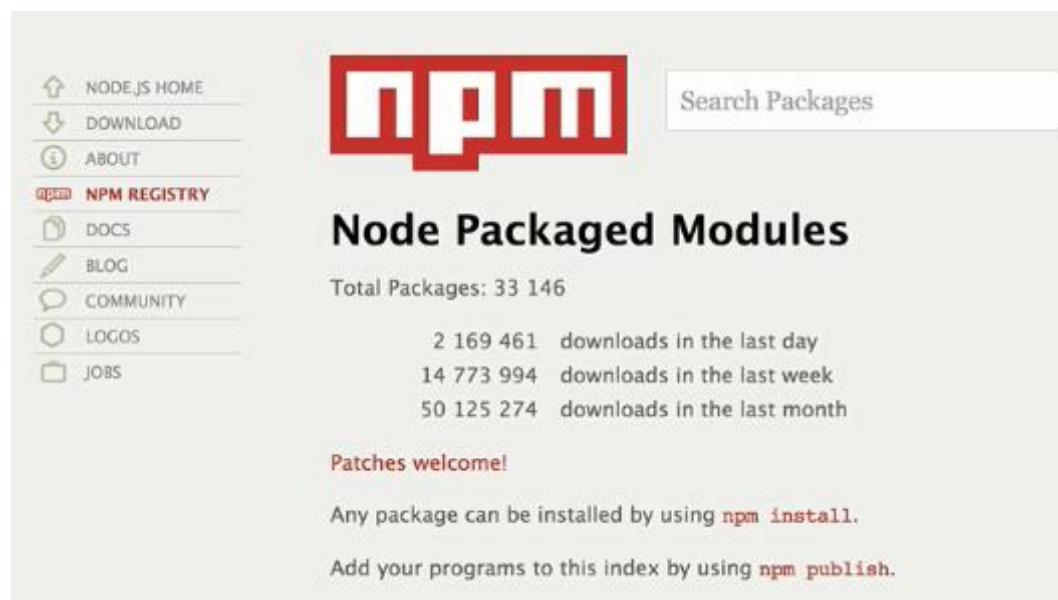 NODE.JS HOME
DOWNLOAD
ABOUT
npm NPM REGISTRY
DOCS
BLOG
COMMUNITY
LOGOS
JOBS
npm
Search Packages
Node Packaged Modules
Total Packages: 33 146
2 169 461 downloads in the last day
14 773 994 downloads in the last week
50 125 274 downloads in the last month
Patches welcome!
Any package can be installed by using npm install.
Add your programs to this index by using npm publish.